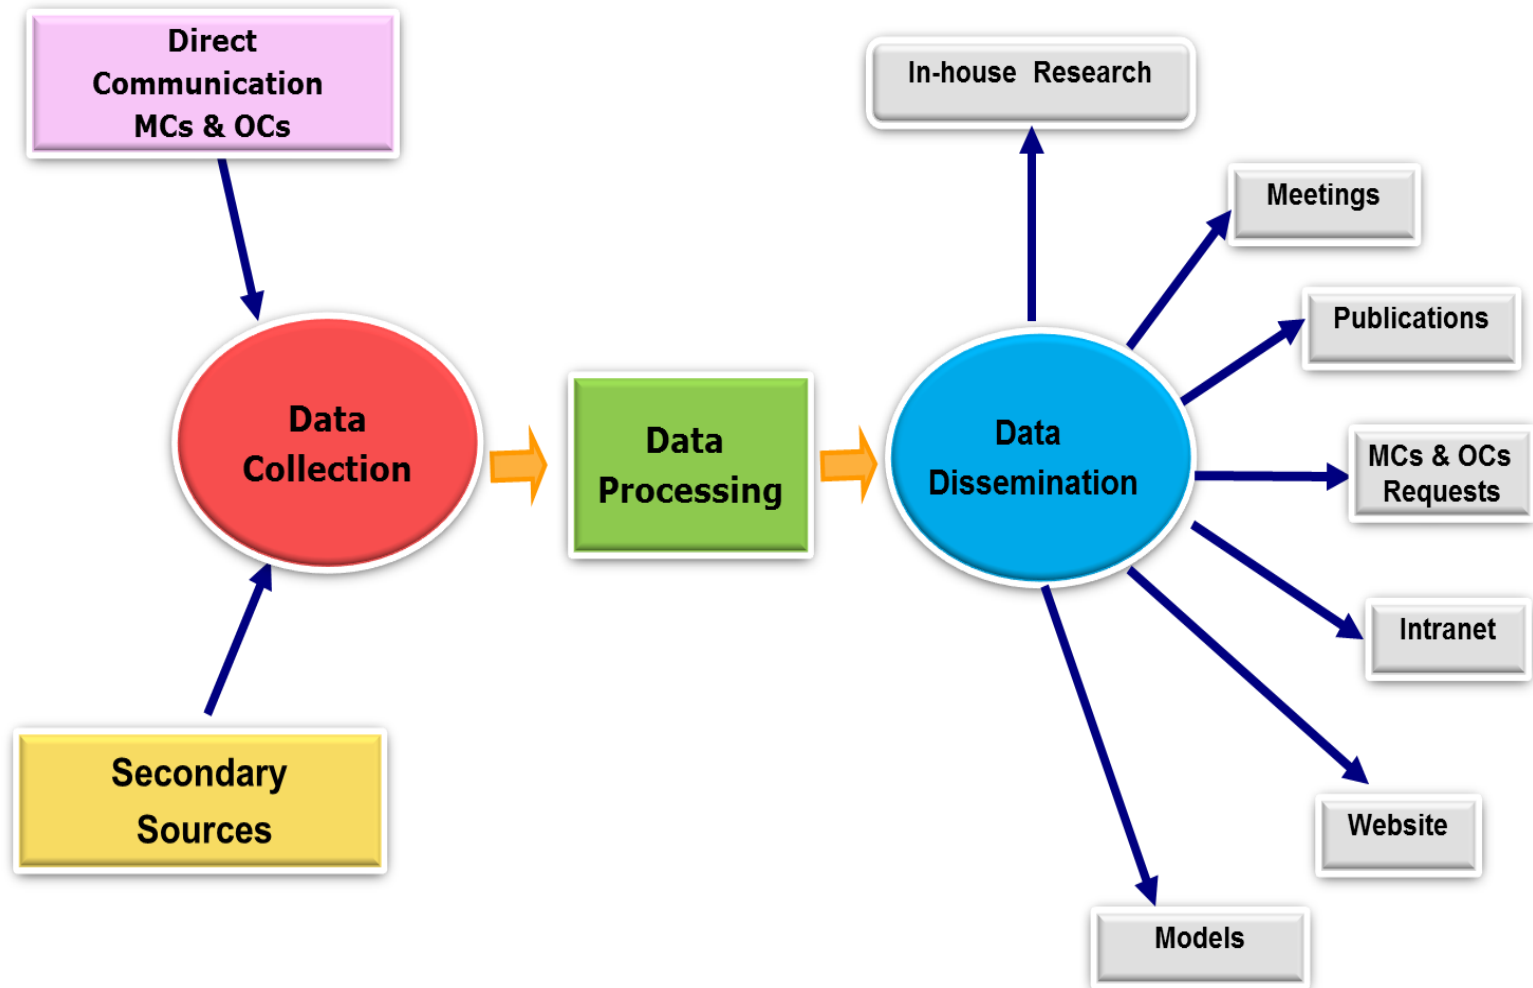 Direct
Communication
MCs & OCs
In-house Research
Meetings
Publications
Data
Collection
Data
Processing
Data
Dissemination
MCs & OCs
Requests
Intranet
Secondary
Sources
Website
Models